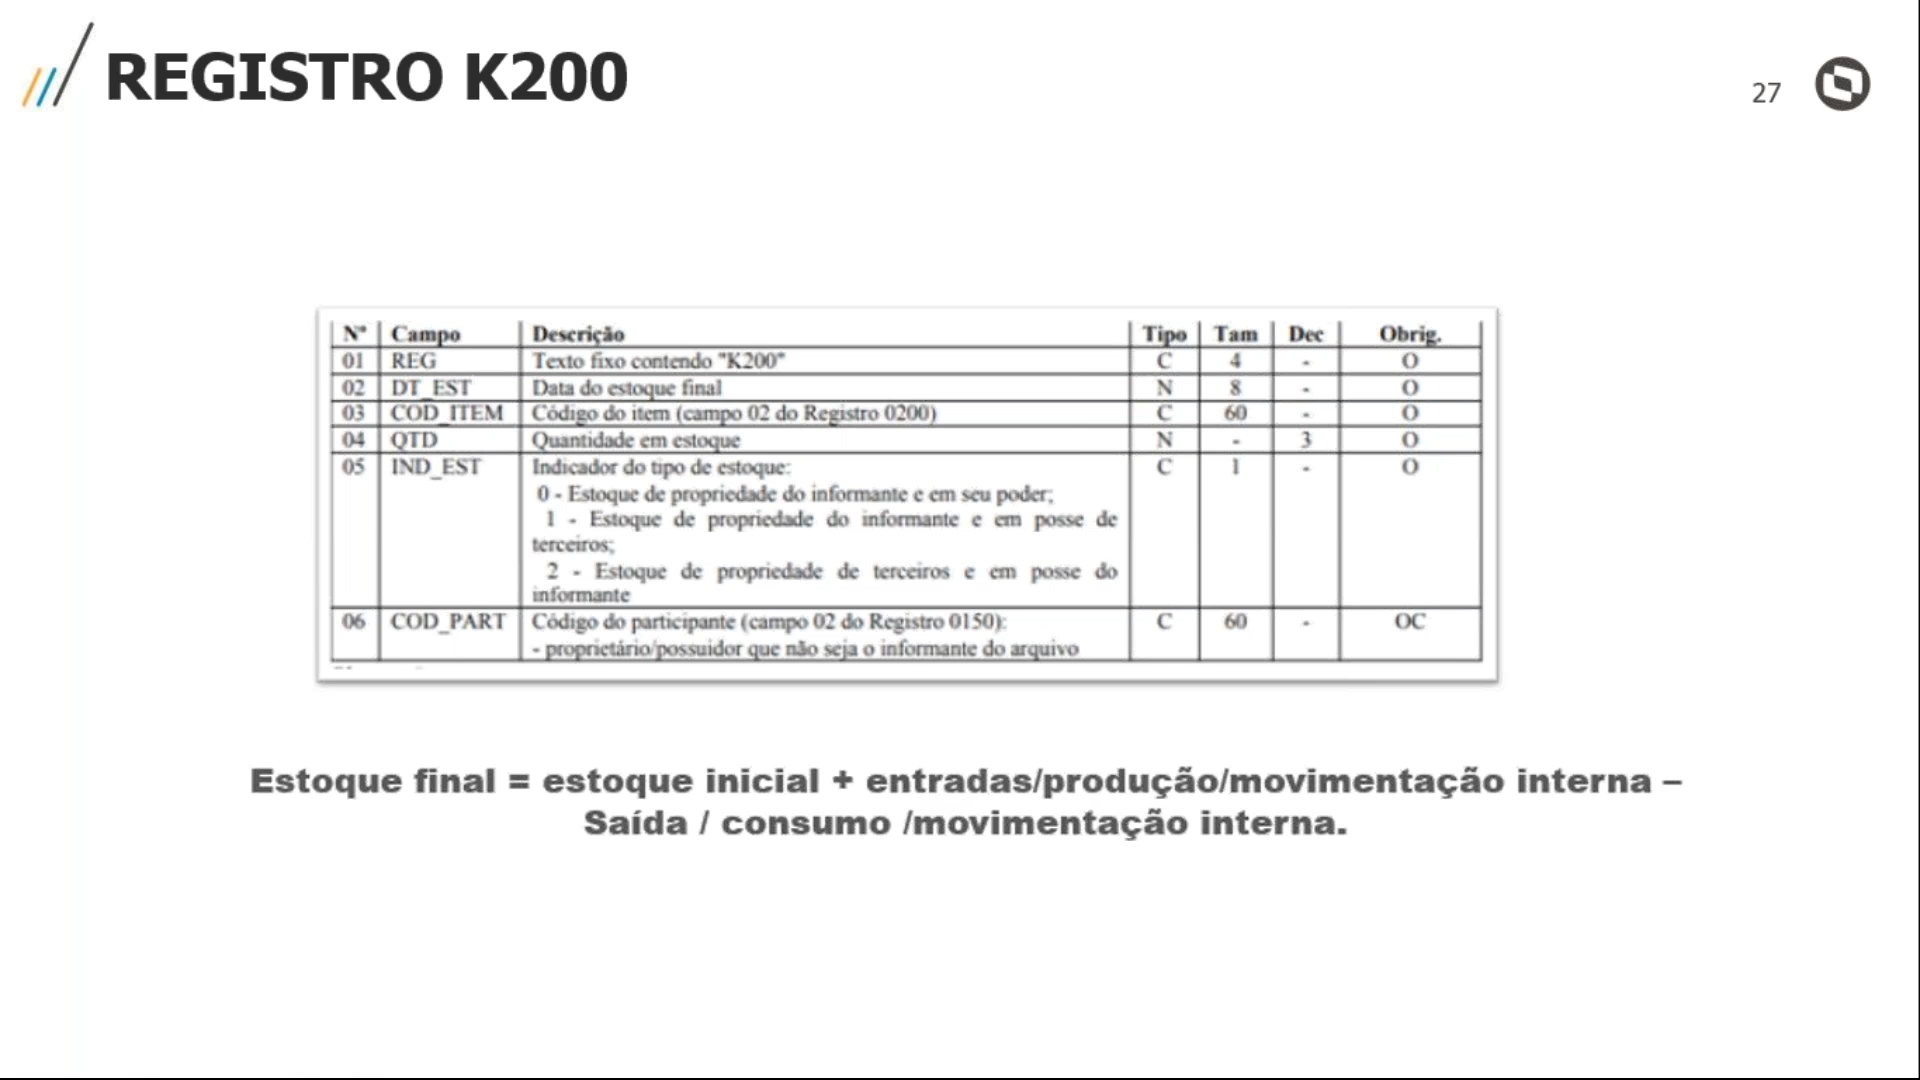 REGISTRO K200
27
Nº Campo Descrição Tipo Tam Dec Obrig.
01 REG Texto fixo contendo "K200" C 4 - O
02 DT_EST Data do estoque final N 8 - O
03 COD_ITEM Código do item (campo 02 do Registro 0200) C 60 - O
04 QTD Quantidade em estoque N - 3 O
05 IND_EST Indicador do tipo de estoque: C 1 - O
0 - Estoque de propriedade do informante e em seu poder;
1 - Estoque de propriedade do informante e em posse de
terceiros;
2 - Estoque de propriedade de terceiros e em posse do
informante
06 COD_PART Código do participante (campo 02 do Registro 0150): C 60 - OC
- proprietário/possuidor que não seja o informante do arquivo
Estoque final = estoque inicial + entradas/produção/movimentação interna –
Saída / consumo /movimentação interna.